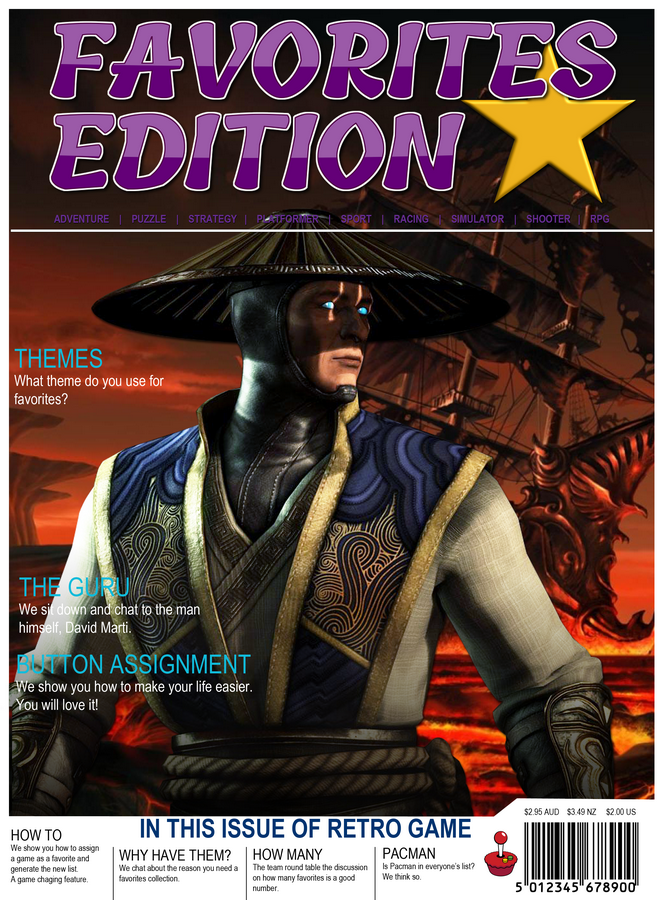 FAVORITES
EDITION
ADVENTURE | PUZZLE | STRATEGY | PLATFORMER | SPORT | RACING | SIMULATOR | SHOOTER | RPG
THEMES
What theme do you use for
favorites?
THE GURU
We sit down and chat to the man
himself, David Marti.
BUTTON ASSIGNMENT
We show you how to make your life easier.
You will love it!
$2.95 AUD $3.49 NZ $2.00 US
IN THIS ISSUE OF RETRO GAME
HOW TO
We show you how to assign
a game as a favorite and
generate the new list.
A game chaging feature.
WHY HAVE THEM?
We chat about the reason you need a
favorites collection.
HOW MANY
The team round table the discussion
on how many favorites is a good
number.
PACMAN
Is Pacman in everyone's list?
We think so.
5 012345 678900